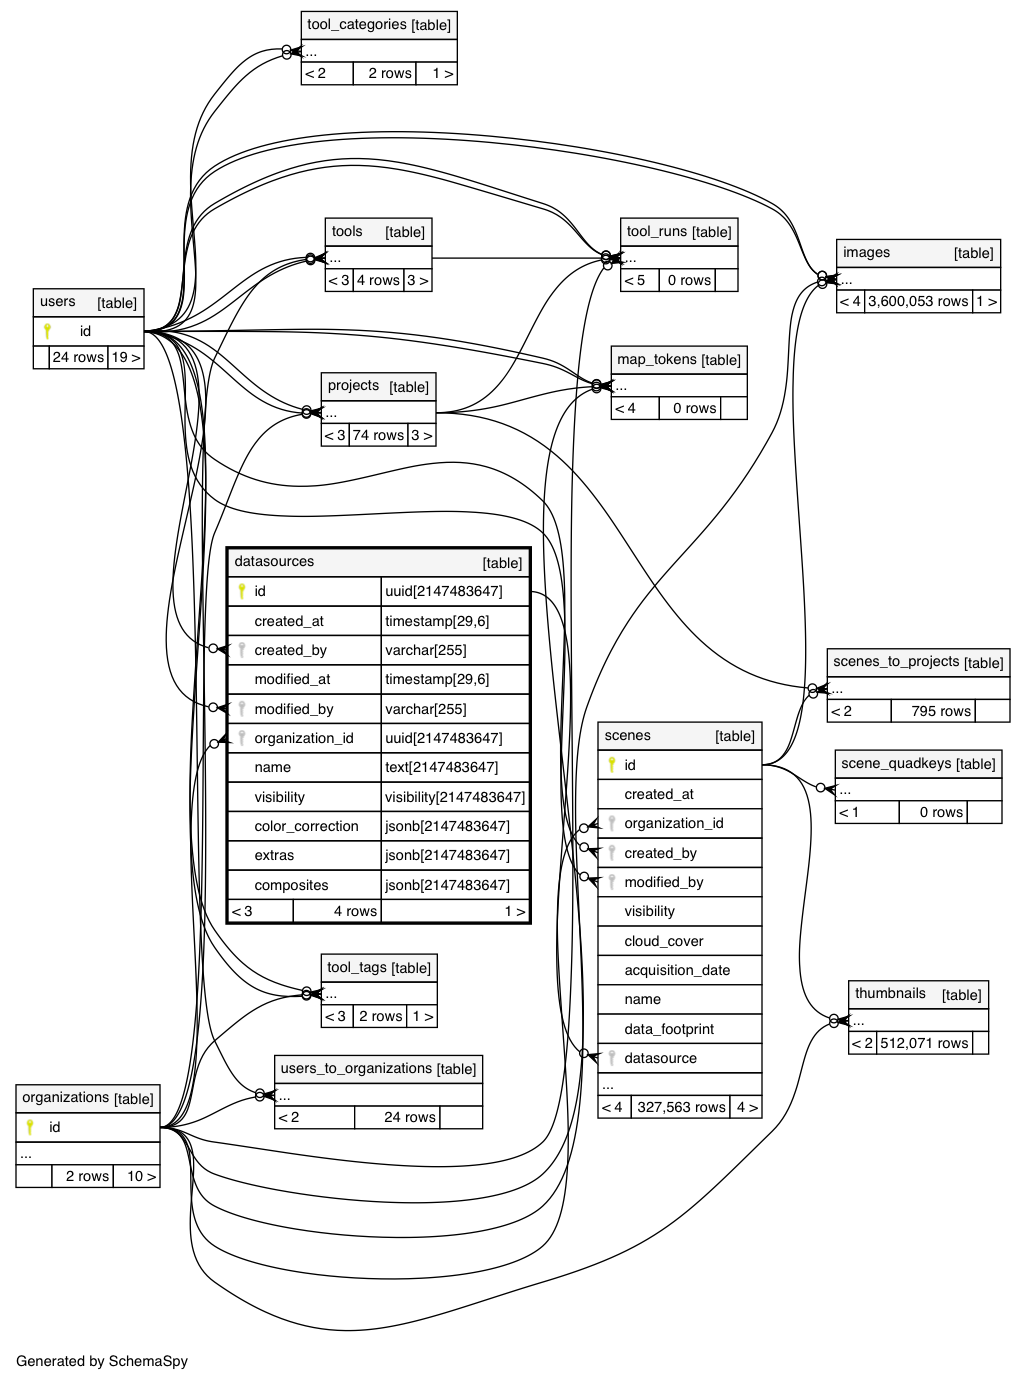 tool_categories [table]
...
< 2 2 rows 1 >
tools [table]
...
< 3 4 rows 3 >
tool_runs [table]
...
< 5 0 rows
images [table]
...
< 4 3,600,053 rows 1 >
users [table]
id
24 rows 19 >
map_tokens [table]
...
< 4 0 rows
projects [table]
...
< 3 74 rows 3 >
datasources [table]
id uuid[2147483647]
created_at timestamp[29,6]
created_by varchar[255]
modified_at timestamp[29,6]
modified_by varchar[255]
organization_id uuid[2147483647]
name text[2147483647]
visibility visibility[2147483647]
color_correction jsonb[2147483647]
extras jsonb[2147483647]
composites jsonb[2147483647]
< 3 4 rows 1 >
scenes_to_projects [table]
...
< 2 795 rows
scenes [table]
id
created_at
organization_id
created_by
modified_by
visibility
cloud_cover
acquisition_date
name
data_footprint
datasource
...
< 4 327,563 rows 4 >
scene_quadkeys [table]
...
< 1 0 rows
tool_tags [table]
...
< 3 2 rows 1 >
thumbnails [table]
...
< 2 512,071 rows
users_to_organizations [table]
...
< 2 24 rows
organizations [table]
id
...
2 rows 10 >
Generated by SchemaSpy